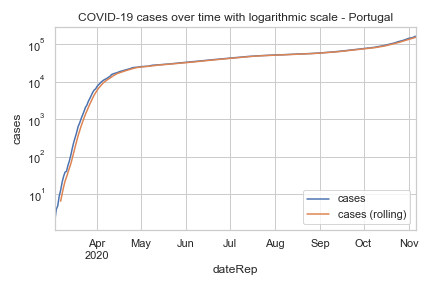 COVID-19 cases over time with logarithmic scale - Portugal
10⁵
10⁴
10³
10²
10¹
cases
cases
cases (rolling)
Apr May Jun Jul Aug Sep Oct Nov
2020
dateRep